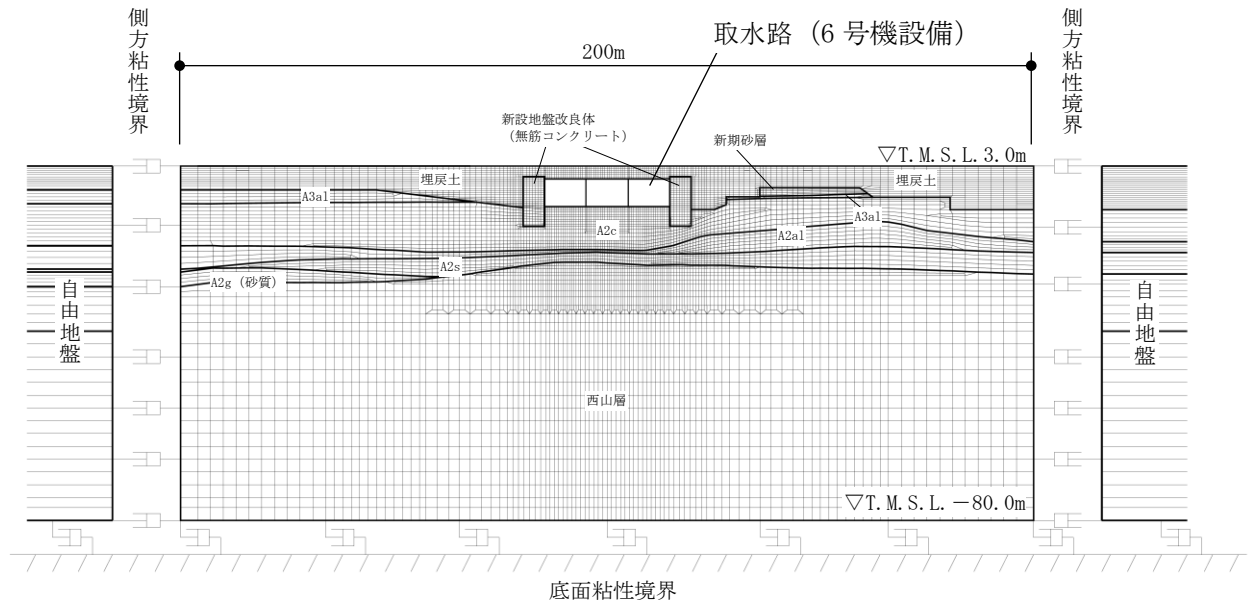 側方粘性境界
側方粘性境界
取水路（6 号機設備）
200m
新設地盤改良体
（無筋コンクリート）
新期砂層
▽T.M.S.L.3.0m
埋戻土
埋戻土
A3al
A3al
A2c
A2al
A2s
A2g（砂質）
自由地盤
自由地盤
西山層
▽T.M.S.L.－80.0m
底面粘性境界